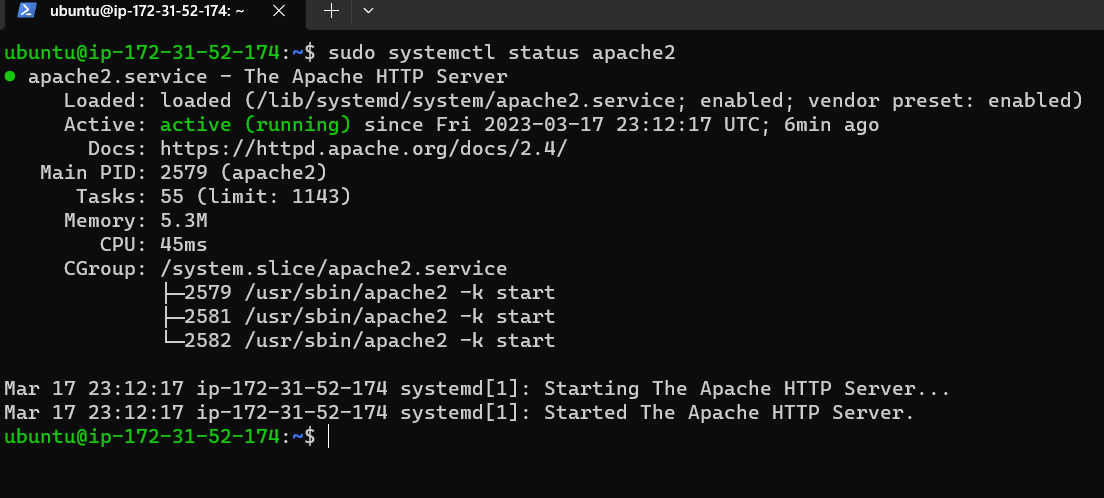 ubuntu@ip-172-31-52-174: ~
ubuntu@ip-172-31-52-174:~$ sudo systemctl status apache2
● apache2.service - The Apache HTTP Server
     Loaded: loaded (/lib/systemd/system/apache2.service; enabled; vendor preset: enabled)
     Active: active (running) since Fri 2023-03-17 23:12:17 UTC; 6min ago
       Docs: https://httpd.apache.org/docs/2.4/
   Main PID: 2579 (apache2)
      Tasks: 55 (limit: 1143)
     Memory: 5.3M
        CPU: 45ms
     CGroup: /system.slice/apache2.service
             ├─2579 /usr/sbin/apache2 -k start
             ├─2581 /usr/sbin/apache2 -k start
             └─2582 /usr/sbin/apache2 -k start
Mar 17 23:12:17 ip-172-31-52-174 systemd[1]: Starting The Apache HTTP Server...
Mar 17 23:12:17 ip-172-31-52-174 systemd[1]: Started The Apache HTTP Server.
ubuntu@ip-172-31-52-174:~$